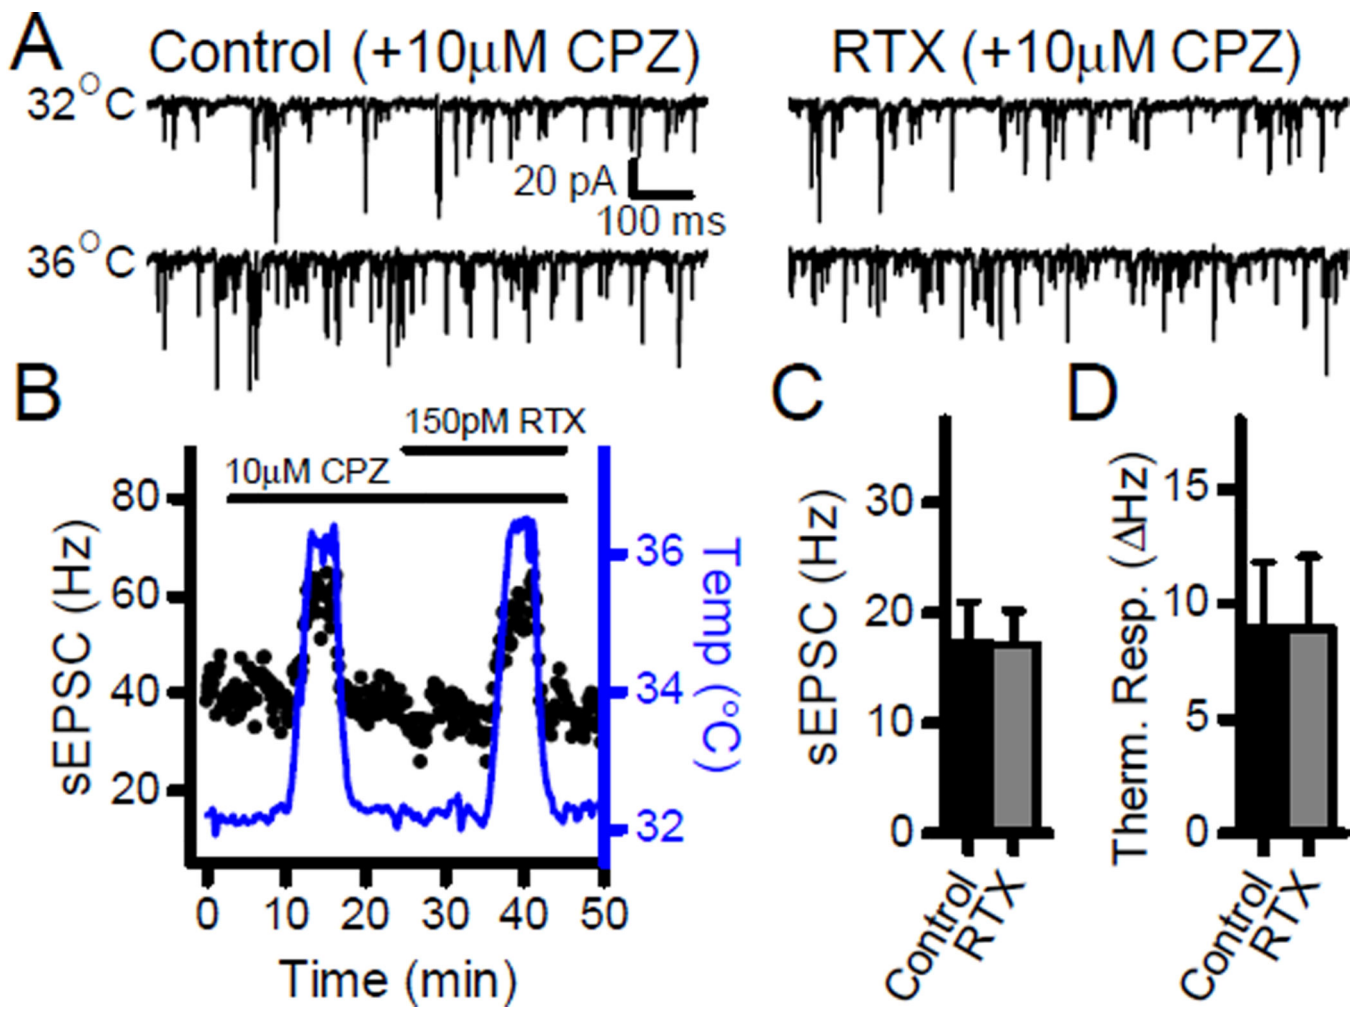 A
Control (+10μM CPZ)
RTX (+10μM CPZ)
32°C
20 pA
100 ms
36°C
B
150pM RTX
10μM CPZ
80
60
40
20
sEPSC (Hz)
36
34
32
Temp (°C)
0 10 20 30 40 50
Time (min)
C
30
20
10
0
sEPSC (Hz)
Control
RTX
D
15
10
5
0
Therm. Resp. (ΔHz)
Control
RTX